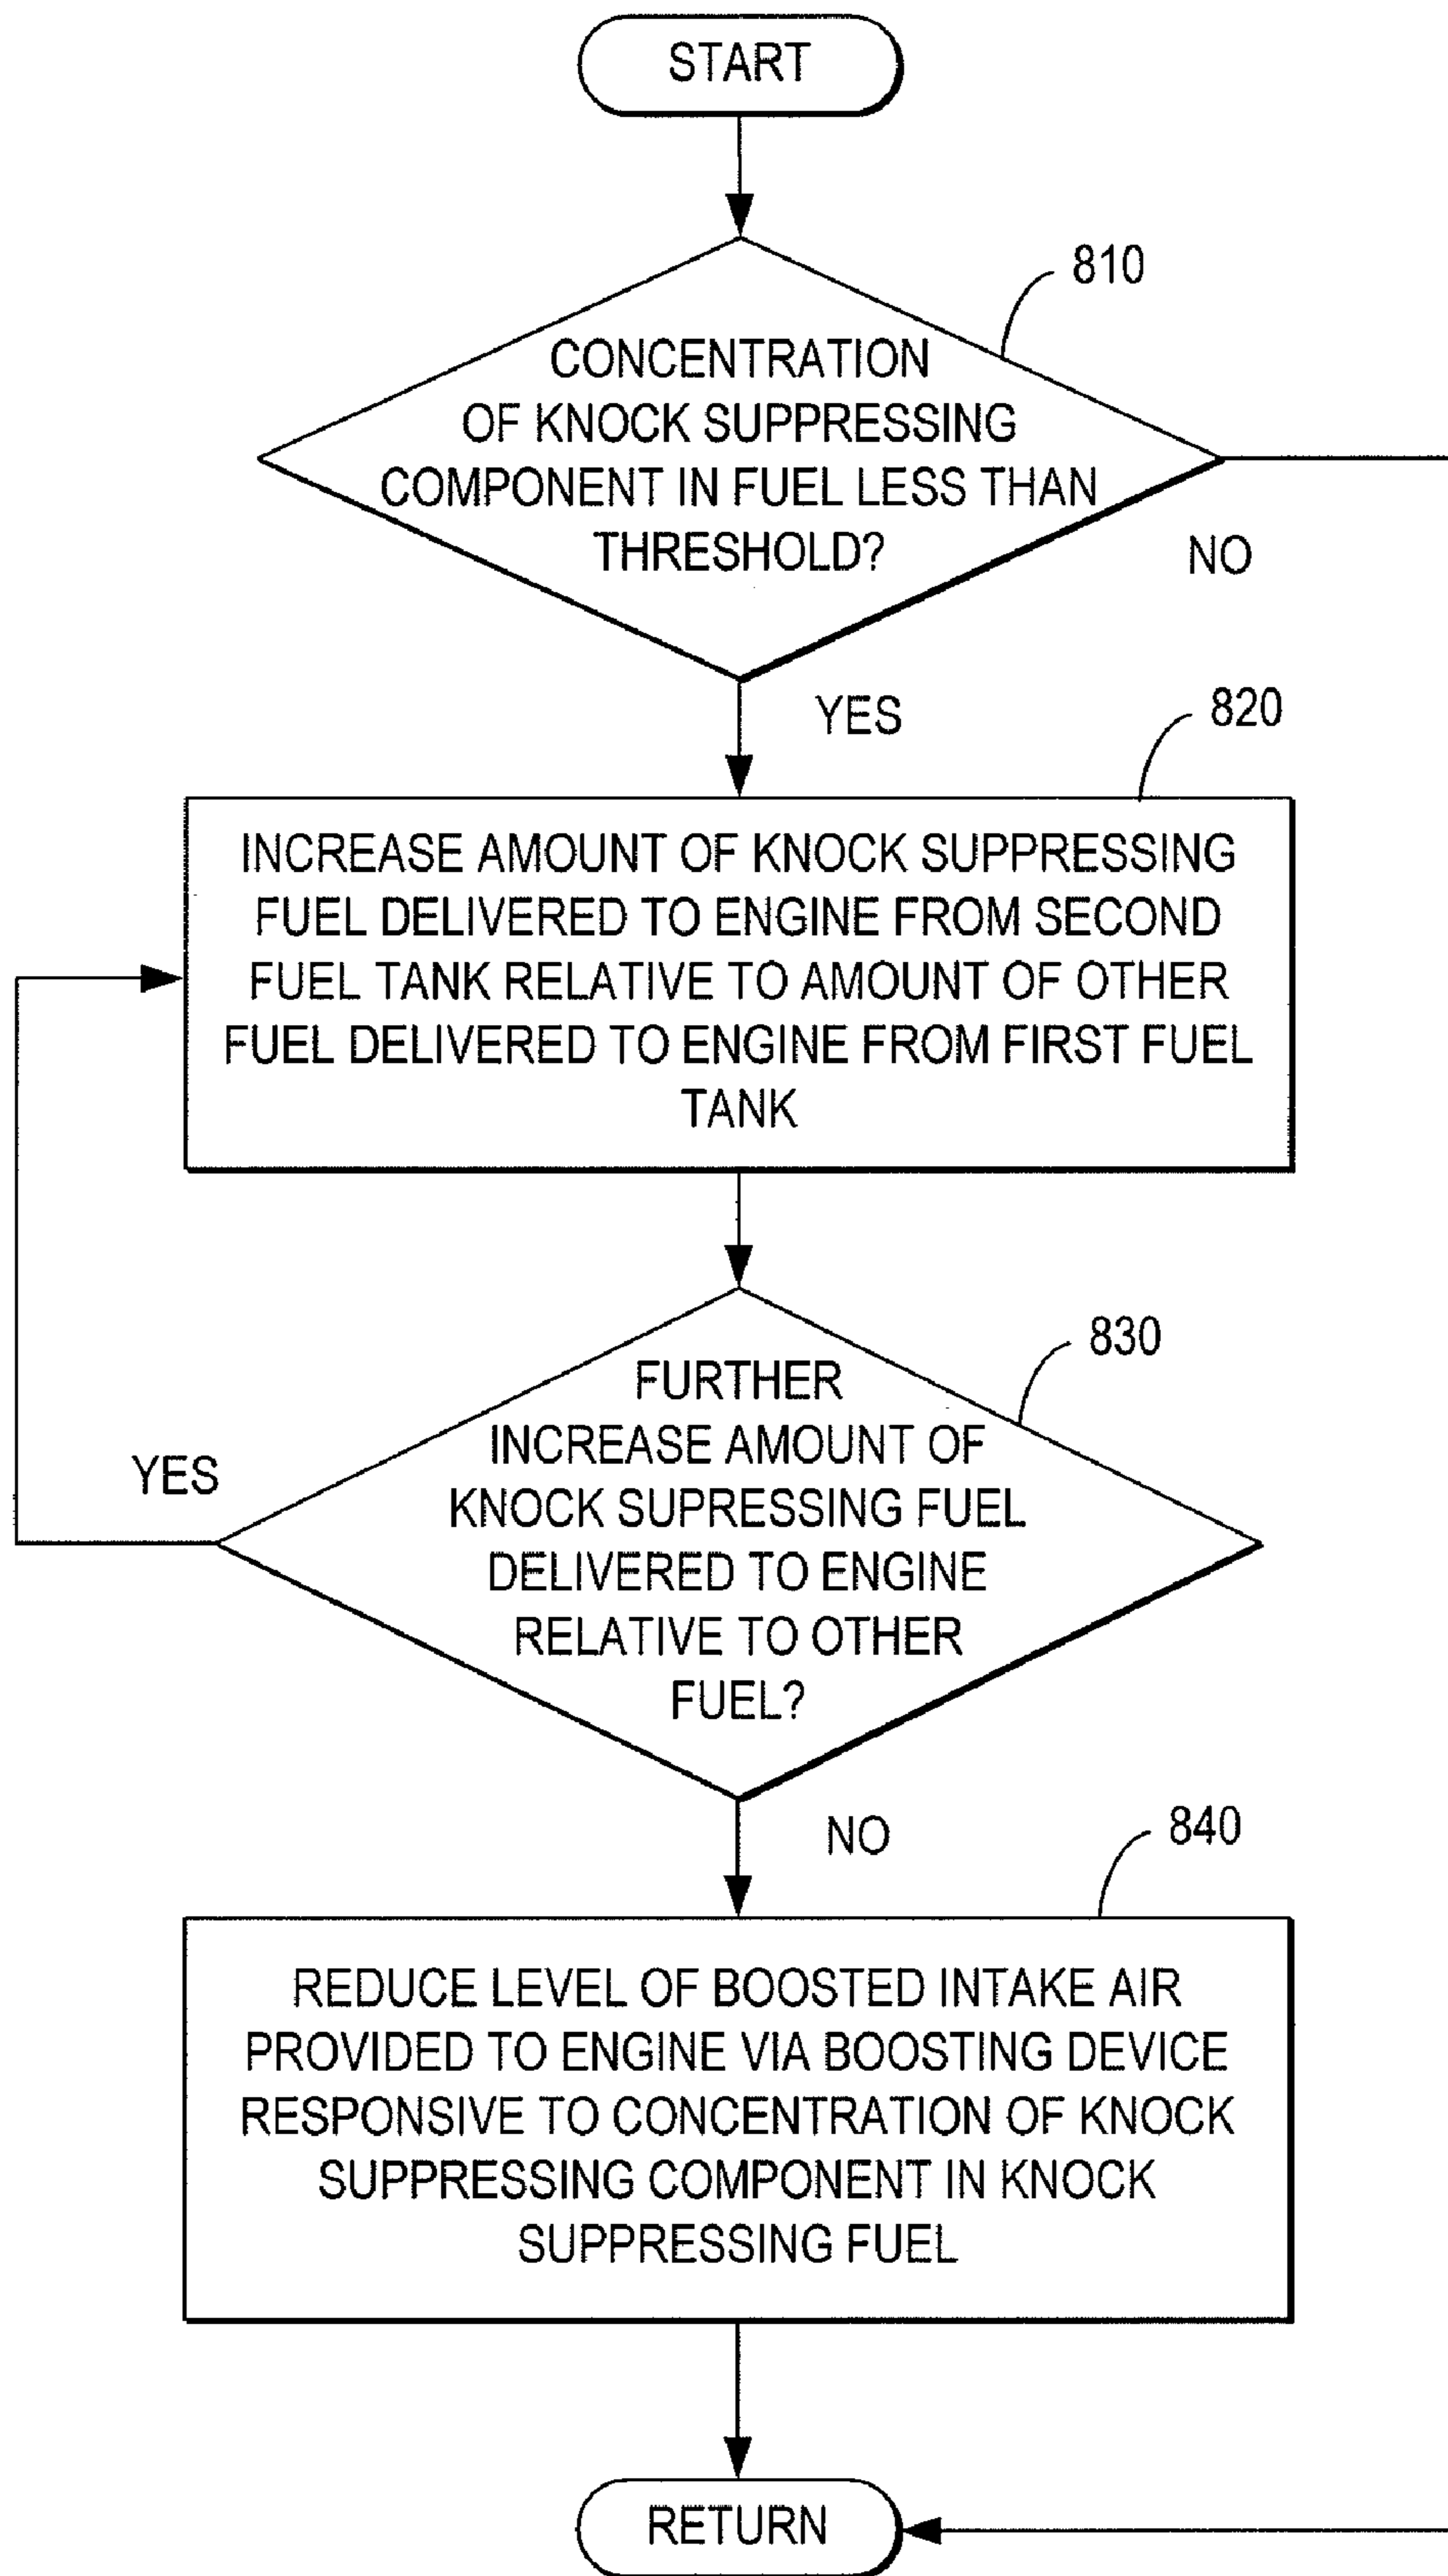 START
810
CONCENTRATION
OF KNOCK SUPPRESSING
COMPONENT IN FUEL LESS THAN
THRESHOLD?
NO
YES
820
INCREASE AMOUNT OF KNOCK SUPPRESSING
FUEL DELIVERED TO ENGINE FROM SECOND
FUEL TANK RELATIVE TO AMOUNT OF OTHER
FUEL DELIVERED TO ENGINE FROM FIRST FUEL
TANK
830
FURTHER
INCREASE AMOUNT OF
KNOCK SUPRESSING FUEL
DELIVERED TO ENGINE
RELATIVE TO OTHER
FUEL?
YES
NO
840
REDUCE LEVEL OF BOOSTED INTAKE AIR
PROVIDED TO ENGINE VIA BOOSTING DEVICE
RESPONSIVE TO CONCENTRATION OF KNOCK
SUPPRESSING COMPONENT IN KNOCK
SUPPRESSING FUEL
RETURN